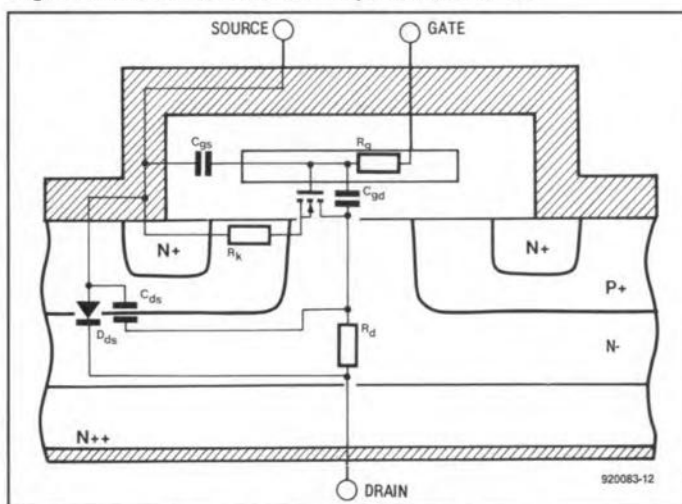 SOURCE
GATE
Cgs
Rg
Cgd
N+
Rk
N+
Cds
P+
Dds
Rd
N-
N++
DRAIN
920083-12